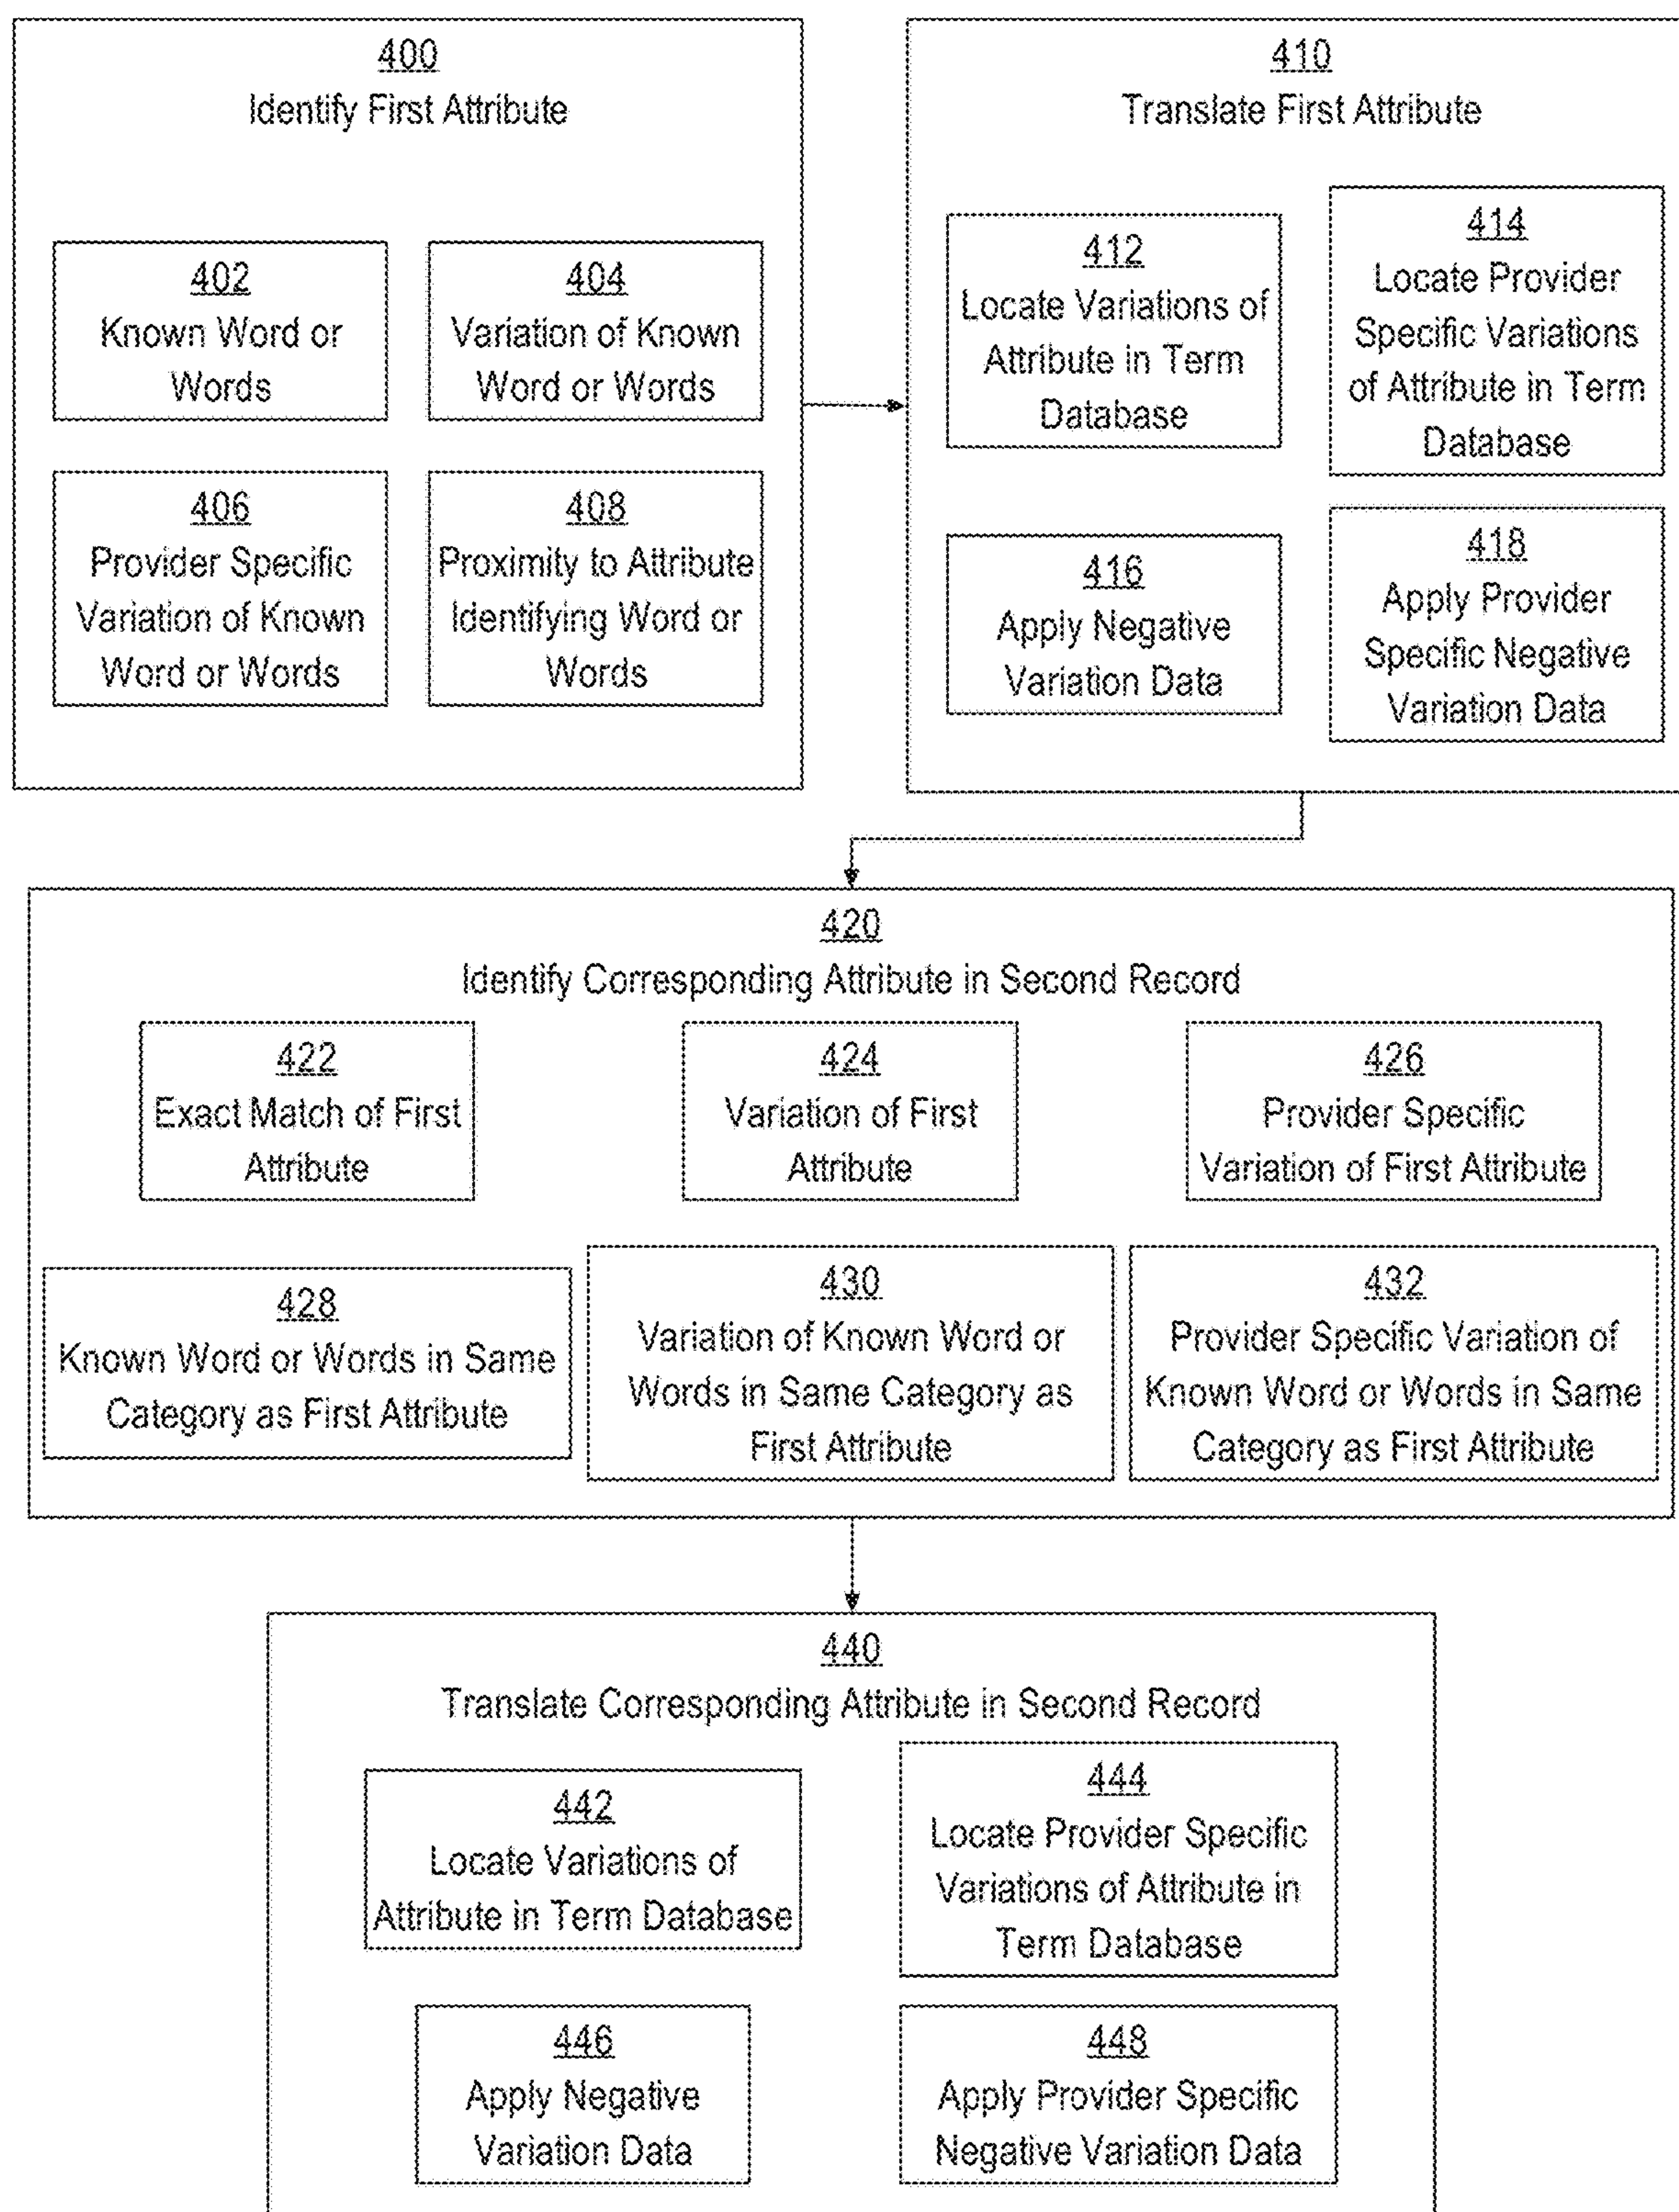 400
Identify First Attribute
402
Known Word or
Words
404
Variation of Known
Word or Words
406
Provider Specific
Variation of Known
Word or Words
408
Proximity to Attribute
Identifying Word or
Words
410
Translate First Attribute
412
Locate Variations of
Attribute in Term
Database
414
Locate Provider
Specific Variations
of Attribute in Term
Database
416
Apply Negative
Variation Data
418
Apply Provider
Specific Negative
Variation Data
420
Identify Corresponding Attribute in Second Record
422
Exact Match of First
Attribute
424
Variation of First
Attribute
426
Provider Specific
Variation of First Attribute
428
Known Word or Words in Same
Category as First Attribute
430
Variation of Known Word or
Words in Same Category as
First Attribute
432
Provider Specific Variation of
Known Word or Words in Same
Category as First Attribute
440
Translate Corresponding Attribute in Second Record
442
Locate Variations of
Attribute in Term Database
444
Locate Provider Specific
Variations of Attribute in
Term Database
446
Apply Negative
Variation Data
448
Apply Provider Specific
Negative Variation Data